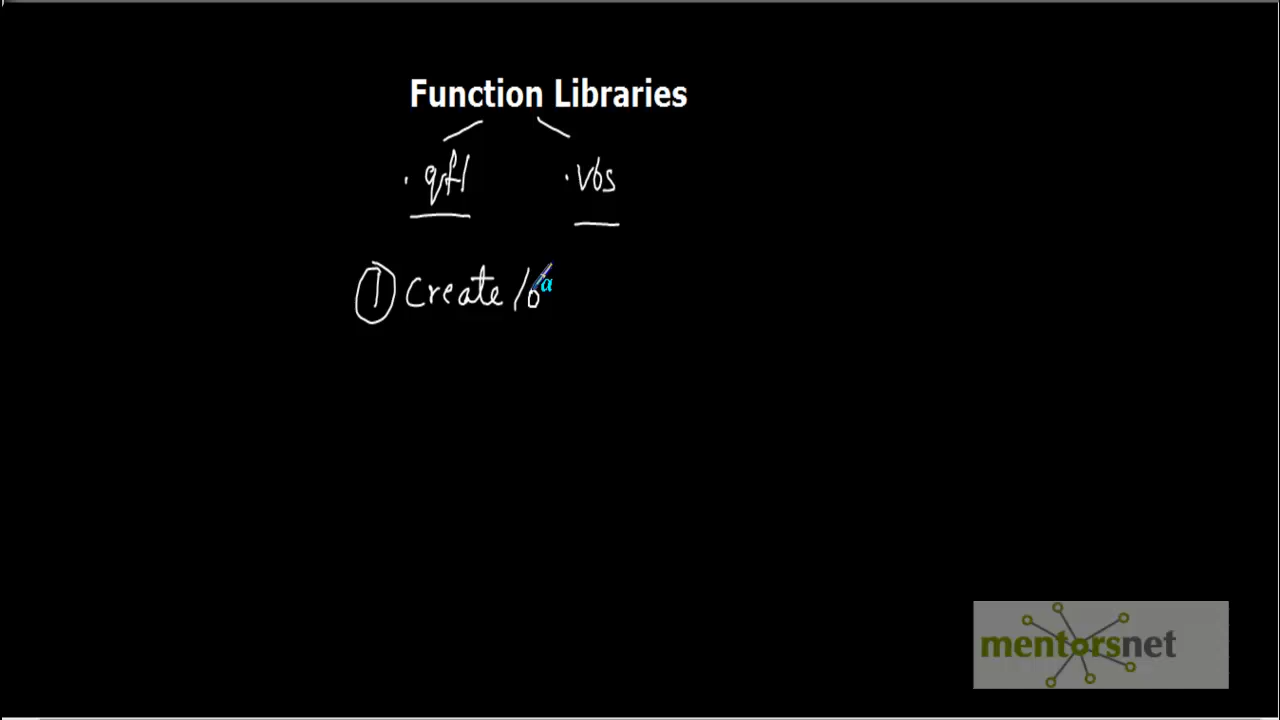 Function Libraries
.qfl .vbs
① Create /o
mentorsnet